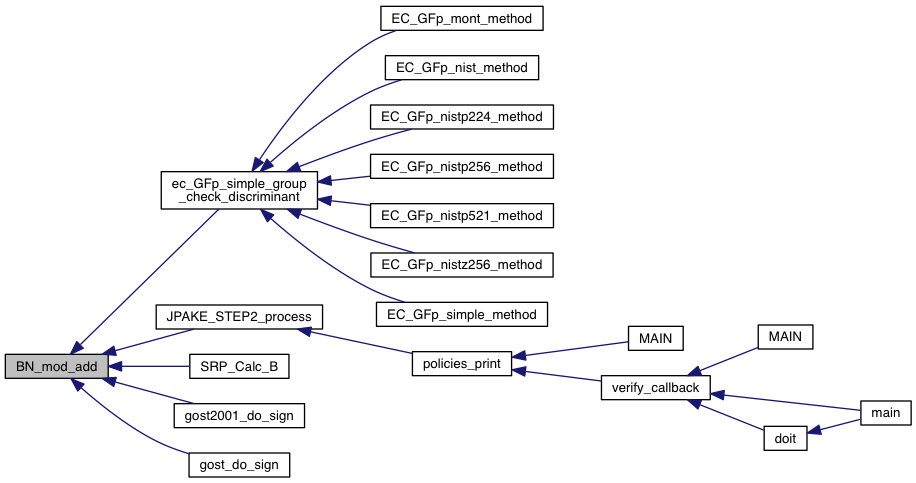 EC_GFp_mont_method
EC_GFp_nist_method
EC_GFp_nistp224_method
EC_GFp_nistp256_method
ec_GFp_simple_group
_check_discriminant
EC_GFp_nistp521_method
EC_GFp_nistz256_method
EC_GFp_simple_method
JPAKE_STEP2_process
MAIN
MAIN
BN_mod_add
SRP_Calc_B
policies_print
verify_callback
gost2001_do_sign
main
doit
gost_do_sign